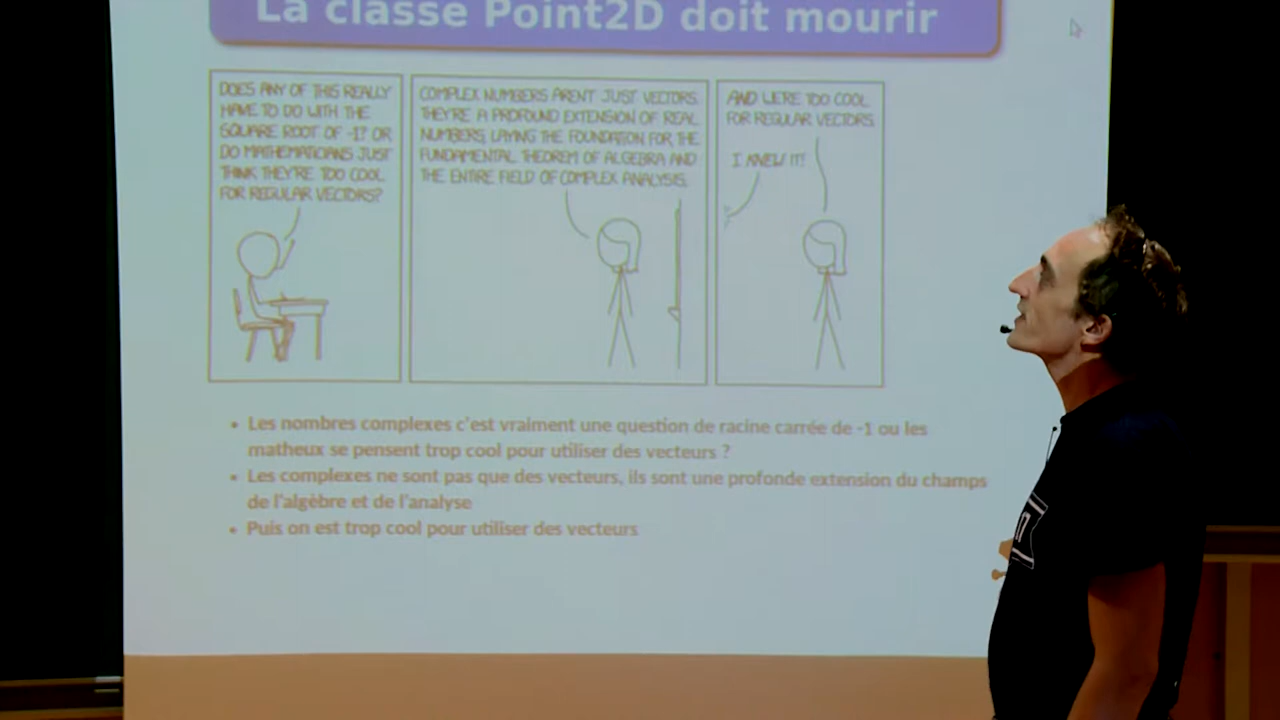 La classe Point2D doit mourir
DOES ANY OF THIS REALLY
HAVE TO DO WITH THE
SQUARE ROOT OF -1? OR
DO MATHEMATICIANS JUST
THINK THEY'RE TOO COOL
FOR REGULAR VECTORS?
COMPLEX NUMBERS AREN'T JUST VECTORS.
THEY'RE A PROFOUND EXTENSION OF REAL
NUMBERS, LAYING THE FOUNDATION FOR THE
FUNDAMENTAL THEOREM OF ALGEBRA AND
THE ENTIRE FIELD OF COMPLEX ANALYSIS.
AND WE'RE TOO COOL
FOR REGULAR VECTORS.
I KNEW IT!
• Les nombres complexes c'est vraiment une question de racine carrée de -1 ou les
matheux se pensent trop cool pour utiliser des vecteurs ?
• Les complexes ne sont pas que des vecteurs, ils sont une profonde extension du champs
de l'algèbre et de l'analyse
• Puis on est trop cool pour utiliser des vecteurs